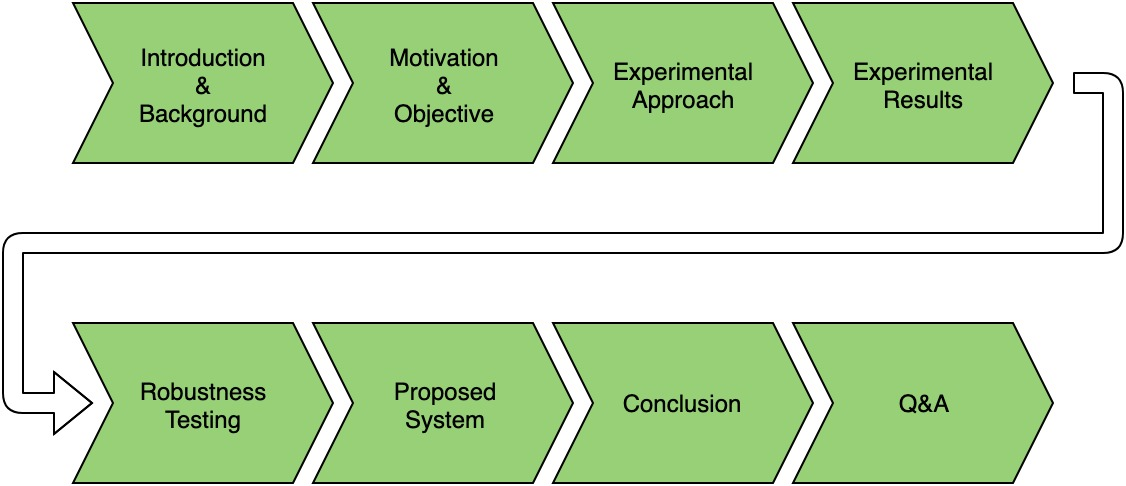 Introduction
&
Background
Motivation
&
Objective
Experimental
Approach
Experimental
Results
Robustness
Testing
Proposed
System
Conclusion
Q&A